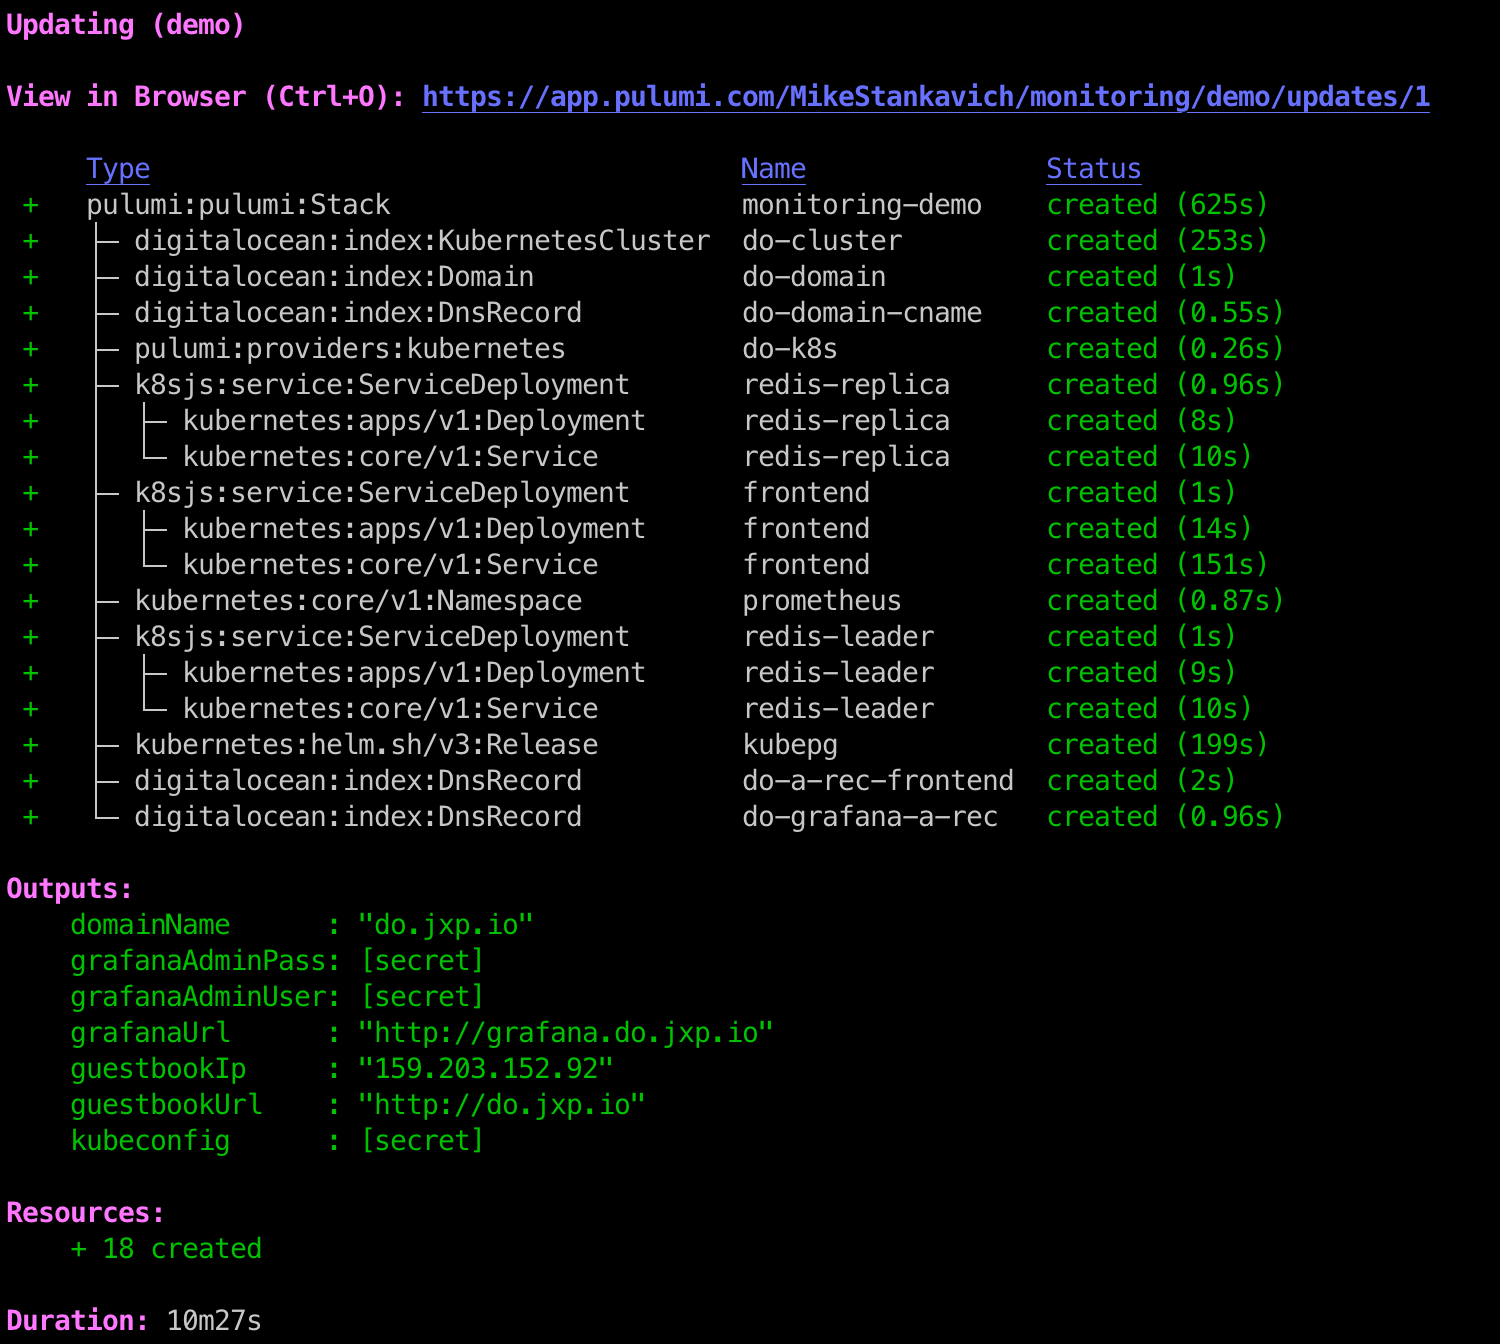 Updating (demo)
View in Browser (Ctrl+O): https://app.pulumi.com/MikeStankavich/monitoring/demo/updates/1
     Type                                    Name               Status
 +   pulumi:pulumi:Stack                     monitoring-demo    created (625s)
 +   ├─ digitalocean:index:KubernetesCluster  do-cluster         created (253s)
 +   ├─ digitalocean:index:Domain            do-domain          created (1s)
 +   ├─ digitalocean:index:DnsRecord         do-domain-cname    created (0.55s)
 +   ├─ pulumi:providers:kubernetes          do-k8s             created (0.26s)
 +   ├─ k8sjs:service:ServiceDeployment      redis-replica      created (0.96s)
 +   │  ├─ kubernetes:apps/v1:Deployment     redis-replica      created (8s)
 +   │  └─ kubernetes:core/v1:Service        redis-replica      created (10s)
 +   ├─ k8sjs:service:ServiceDeployment      frontend           created (1s)
 +   │  ├─ kubernetes:apps/v1:Deployment     frontend           created (14s)
 +   │  └─ kubernetes:core/v1:Service        frontend           created (151s)
 +   ├─ kubernetes:core/v1:Namespace         prometheus         created (0.87s)
 +   ├─ k8sjs:service:ServiceDeployment      redis-leader       created (1s)
 +   │  ├─ kubernetes:apps/v1:Deployment     redis-leader       created (9s)
 +   │  └─ kubernetes:core/v1:Service        redis-leader       created (10s)
 +   ├─ kubernetes:helm.sh/v3:Release        kubepg             created (199s)
 +   ├─ digitalocean:index:DnsRecord         do-a-rec-frontend  created (2s)
 +   └─ digitalocean:index:DnsRecord         do-grafana-a-rec   created (0.96s)
Outputs:
    domainName      : "do.jxp.io"
    grafanaAdminPass: [secret]
    grafanaAdminUser: [secret]
    grafanaUrl      : "http://grafana.do.jxp.io"
    guestbookIp     : "159.203.152.92"
    guestbookUrl    : "http://do.jxp.io"
    kubeconfig      : [secret]
Resources:
    + 18 created
Duration: 10m27s